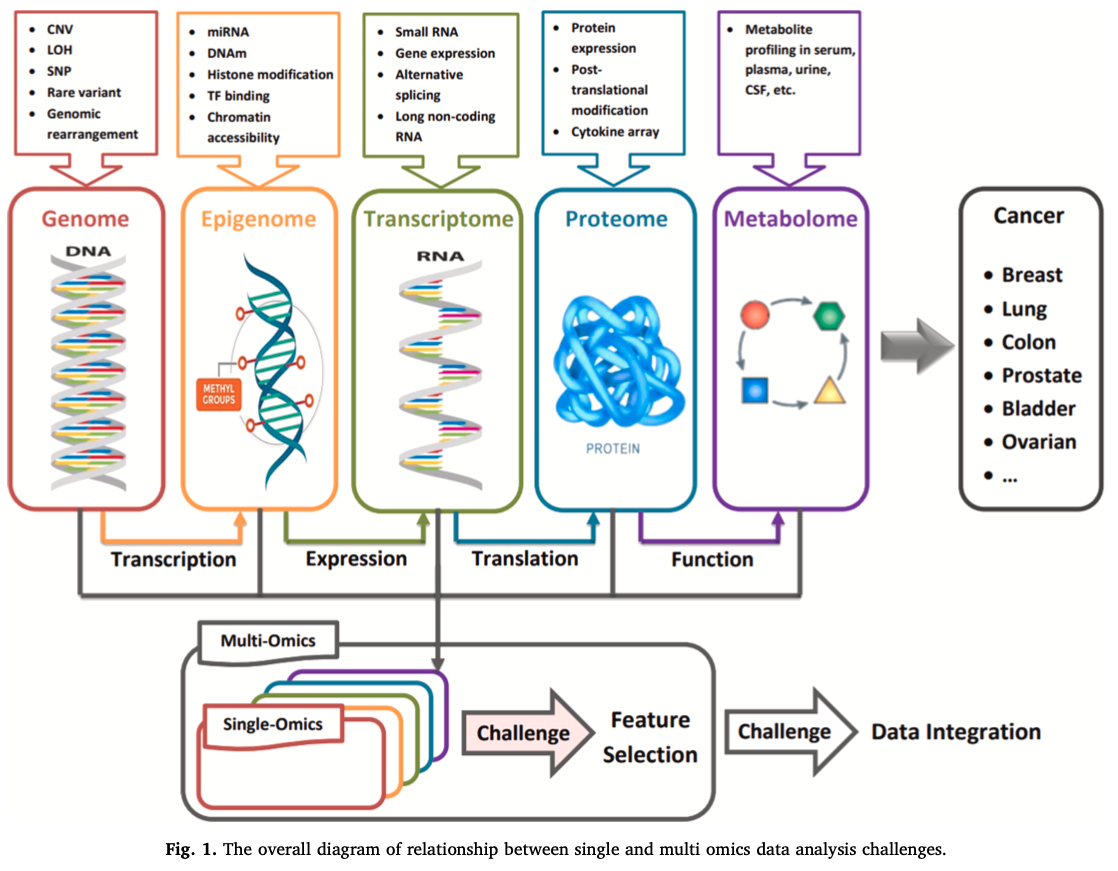 • CNV
• LOH
• SNP
• Rare variant
• Genomic
rearrangement
• miRNA
• DNAm
• Histone modification
• TF binding
• Chromatin
accessibility
• Small RNA
• Gene expression
• Alternative
splicing
• Long non-coding
RNA
• Protein
expression
• Post-
translational
modification
• Cytokine array
• Metabolite
profiling in serum,
plasma, urine,
CSF, etc.
Genome
DNA
Epigenome
METHYL
GROUPS
Transcriptome
RNA
Proteome
PROTEIN
Metabolome
Cancer
• Breast
• Lung
• Colon
• Prostate
• Bladder
• Ovarian
• ...
Transcription
Expression
Translation
Function
Multi-Omics
Single-Omics
Challenge
Feature
Selection
Challenge
Data Integration
Fig. 1. The overall diagram of relationship between single and multi omics data analysis challenges.